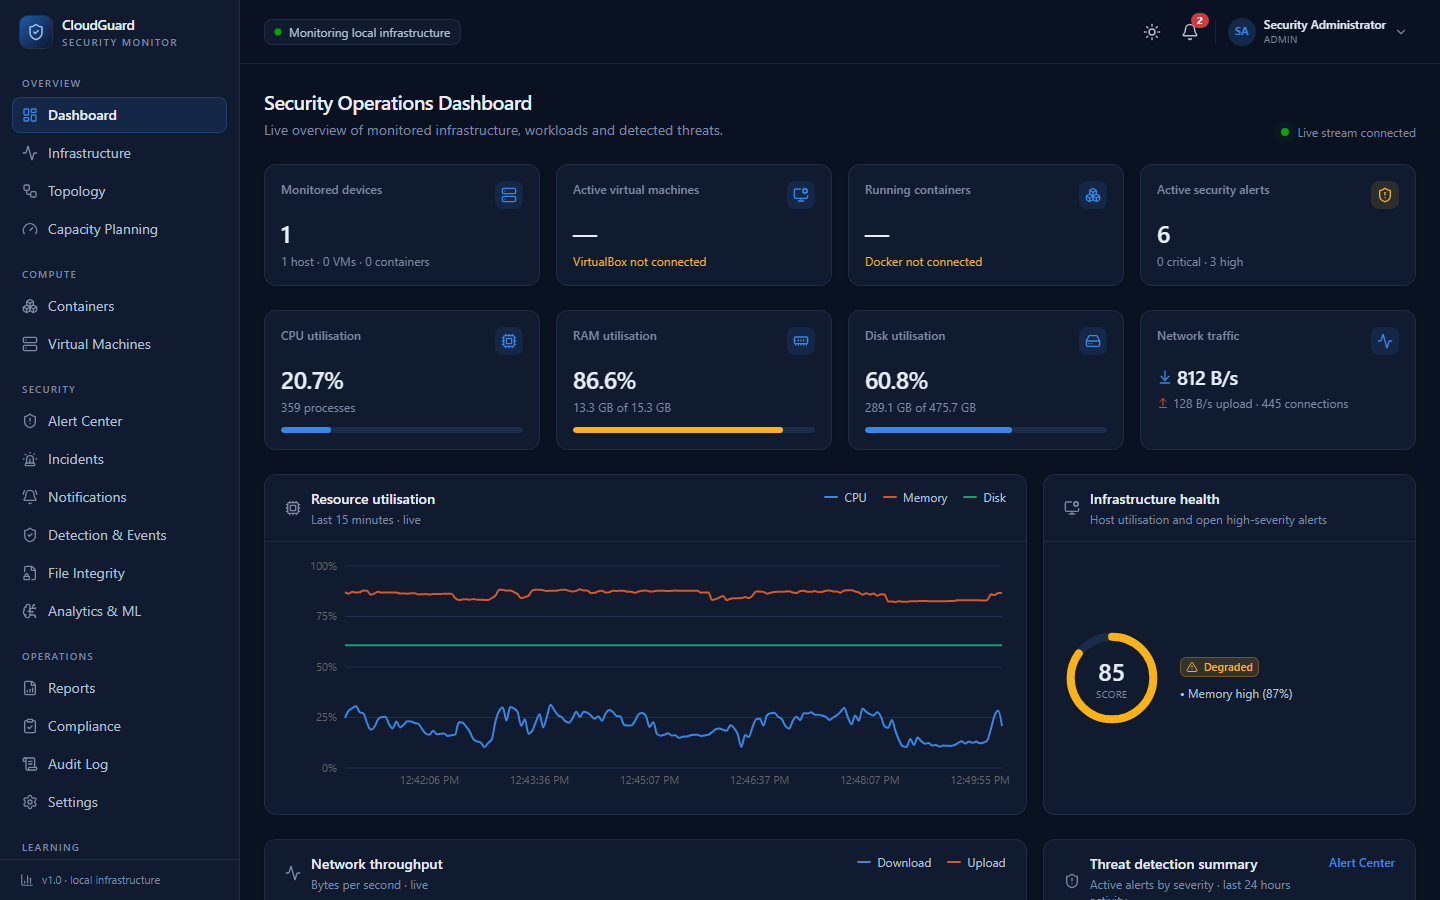 CloudGuard
SECURITY MONITOR
Monitoring local infrastructure
2
SA
Security Administrator
ADMIN
OVERVIEW
Dashboard
Infrastructure
Topology
Capacity Planning
COMPUTE
Containers
Virtual Machines
SECURITY
Alert Center
Incidents
Notifications
Detection & Events
File Integrity
Analytics & ML
OPERATIONS
Reports
Compliance
Audit Log
Settings
LEARNING
v1.0 · local infrastructure
Security Operations Dashboard
Live overview of monitored infrastructure, workloads and detected threats.
Live stream connected
Monitored devices
1
1 host · 0 VMs · 0 containers
Active virtual machines
—
VirtualBox not connected
Running containers
—
Docker not connected
Active security alerts
6
0 critical · 3 high
CPU utilisation
20.7%
359 processes
RAM utilisation
86.6%
13.3 GB of 15.3 GB
Disk utilisation
60.8%
289.1 GB of 475.7 GB
Network traffic
812 B/s
128 B/s upload · 445 connections
Resource utilisation
Last 15 minutes · live
CPU Memory Disk
100%
75%
50%
25%
0%
12:42:06 PM 12:43:36 PM 12:45:07 PM 12:46:37 PM 12:48:07 PM 12:49:55 PM
Infrastructure health
Host utilisation and open high-severity alerts
85
SCORE
Degraded
• Memory high (87%)
Network throughput
Bytes per second · live
Download Upload
Threat detection summary
Alert Center
Active alerts by severity · last 24 hours